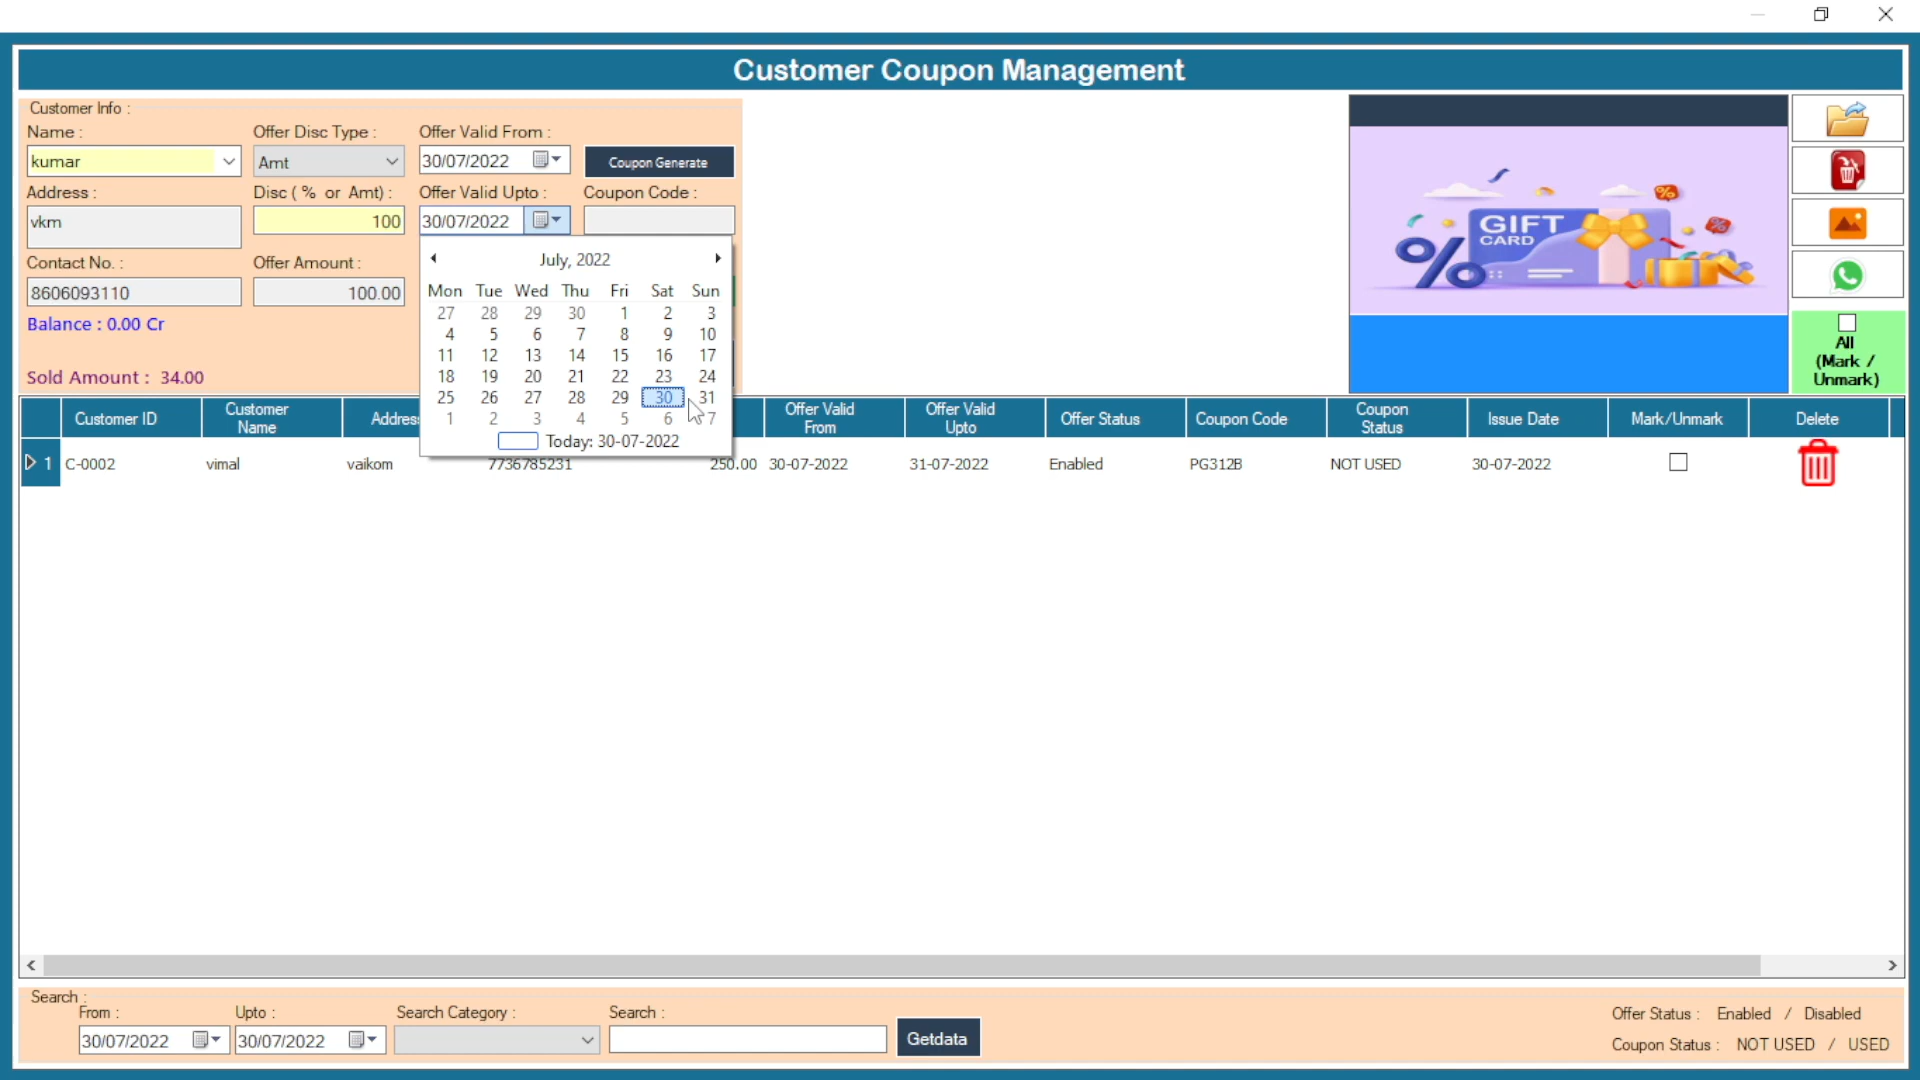 Customer Coupon Management
Customer Info :
Name : Offer Disc Type : Offer Valid From :
kumar Amt 30/07/2022 Coupon Generate
Address : Disc ( % or Amt) : Offer Valid Upto : Coupon Code :
vkm 100 30/07/2022
Contact No. : Offer Amount :
8606093110 100.00
Balance : 0.00 Cr
Sold Amount : 34.00
July, 2022
Mon Tue Wed Thu Fri Sat Sun
27 28 29 30 1 2 3
4 5 6 7 8 9 10
11 12 13 14 15 16 17
18 19 20 21 22 23 24
25 26 27 28 29 30 31
1 2 3 4 5 6 7
Today: 30-07-2022
GIFT
CARD
%
All
(Mark /
Unmark)
Customer ID Customer Name Address Offer Valid From Offer Valid Upto Offer Status Coupon Code Coupon Status Issue Date Mark/Unmark Delete
1 C-0002 vimal vaikom 7736785231 250.00 30-07-2022 31-07-2022 Enabled PG312B NOT USED 30-07-2022
Search :
From : Upto : Search Category : Search :
30/07/2022 30/07/2022 Getdata
Offer Status : Enabled / Disabled
Coupon Status : NOT USED / USED